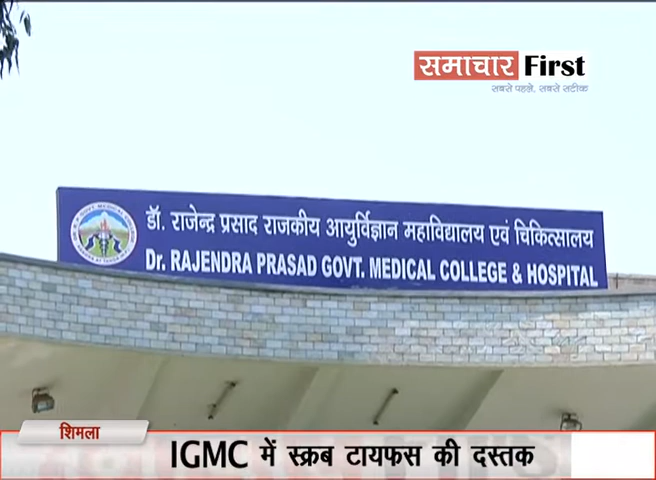 समाचार First
सबसे पहले, सबसे सटीक
डॉ. राजेन्द्र प्रसाद राजकीय आयुर्विज्ञान महाविद्यालय एवं चिकित्सालय
Dr. RAJENDRA PRASAD GOVT. MEDICAL COLLEGE & HOSPITAL
शिमला
IGMC में स्क्रब टायफस की दस्तक